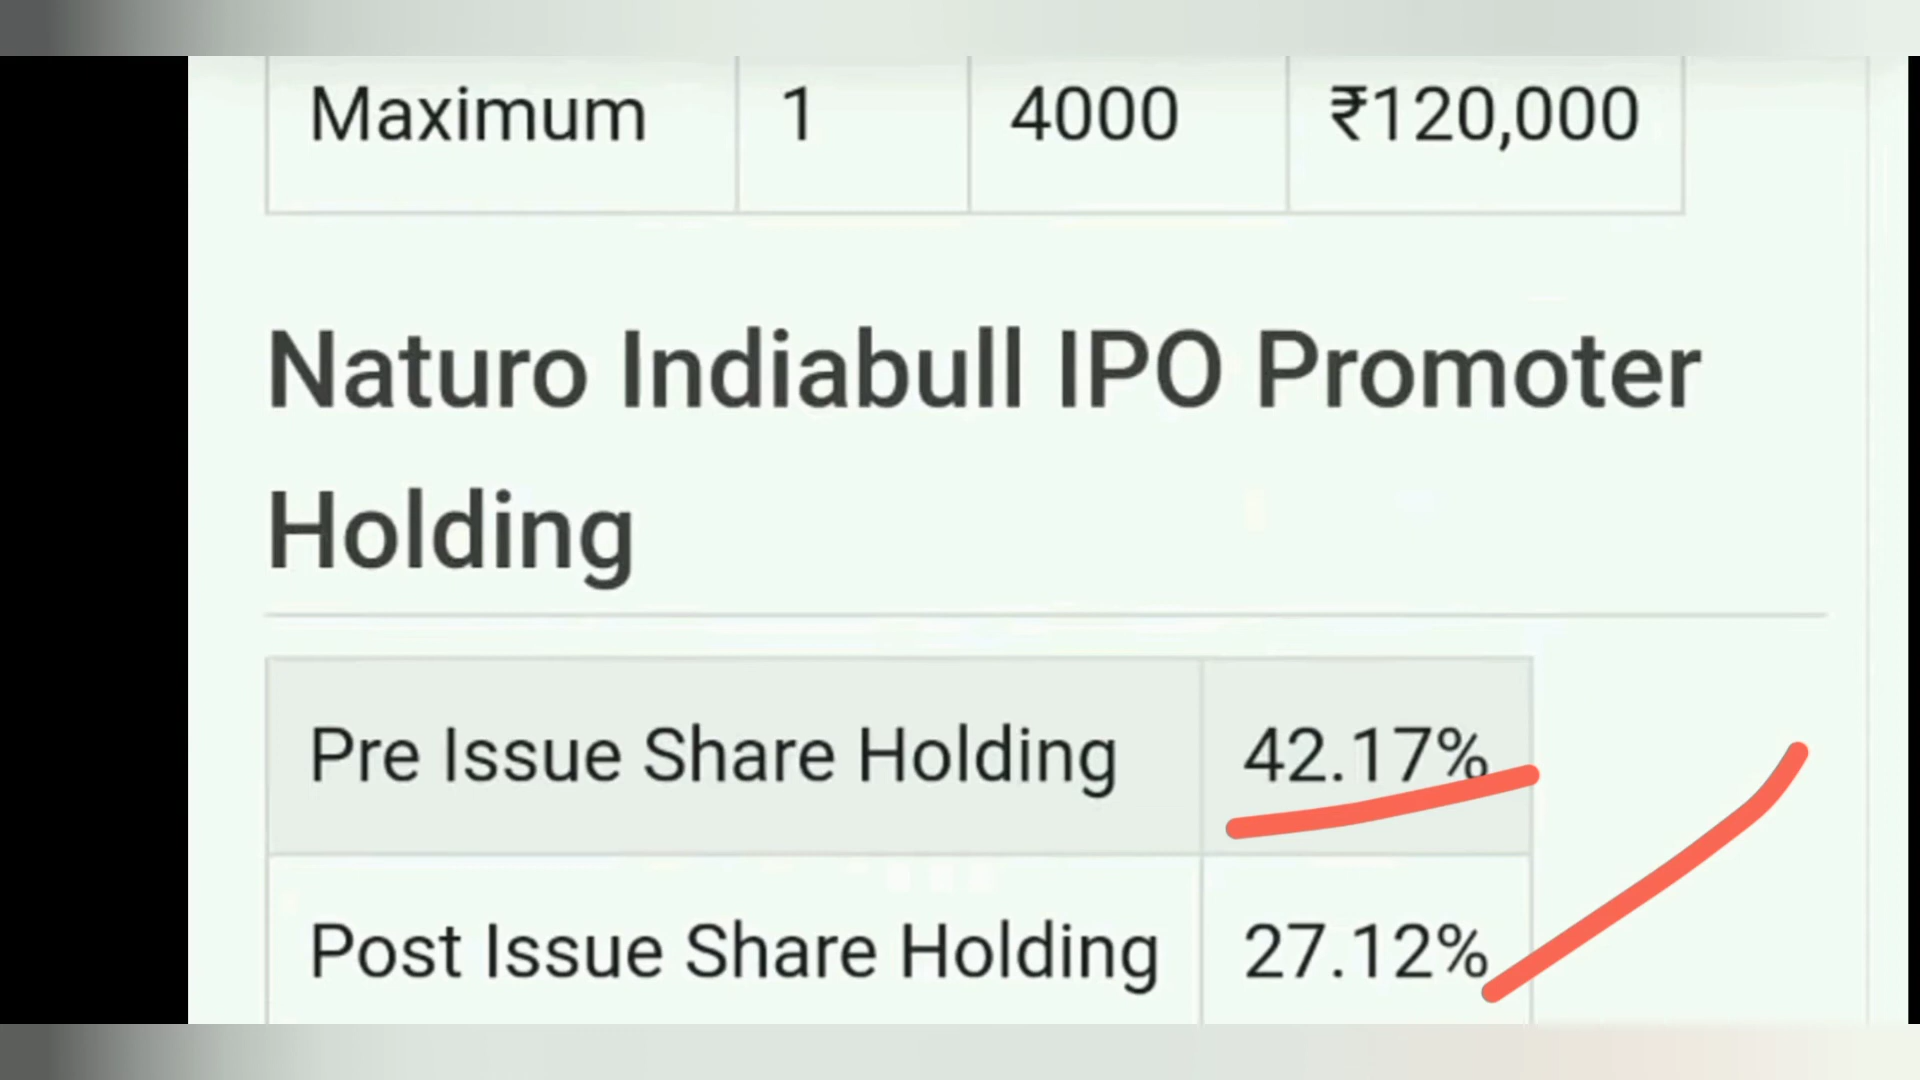 Maximum 1 4000 ₹120,000
Naturo Indiabull IPO Promoter
Holding
Pre Issue Share Holding 42.17%
Post Issue Share Holding 27.12%